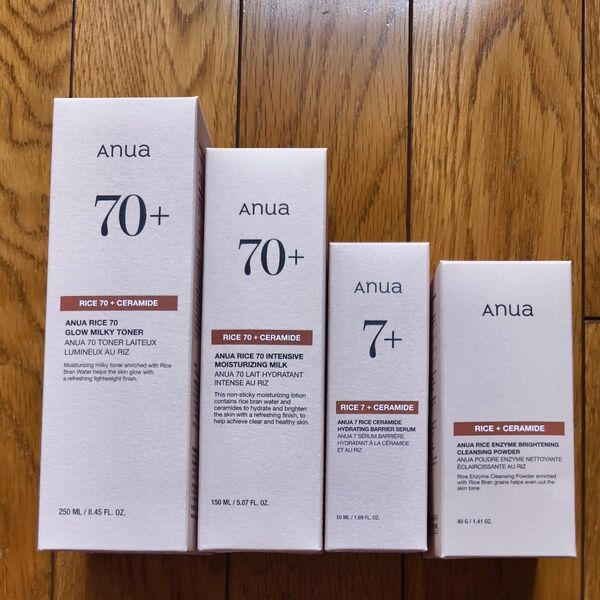 Anua
70+
RICE 70 + CERAMIDE
ANUA RICE 70
GLOW MILKY TONER
ANUA 70 TONER LAITEUX
LUMINEUX AU RIZ
Moisturizing milky toner enriched with Rice
Bran Water helps the skin glow with
a refreshing lightweight finish.
250 ML / 8.45 FL. OZ.
Anua
70+
RICE 70 + CERAMIDE
ANUA RICE 70 INTENSIVE
MOISTURIZING MILK
ANUA 70 LAIT HYDRATANT
INTENSE AU RIZ
This non-sticky moisturizing lotion
contains rice bran water and
ceramides to hydrate and brighten
the skin with a refreshing finish, to
help achieve clear and healthy skin.
150 ML / 5.07 FL. OZ.
Anua
7+
RICE 7 + CERAMIDE
ANUA 7 RICE CERAMIDE
HYDRATING BARRIER SERUM
ANUA 7 SÉRUM BARRIÈRE
HYDRATANT À LA CÉRAMIDE
ET AU RIZ
50 ML / 1.69 FL. OZ.
Anua
RICE + CERAMIDE
ANUA RICE ENZYME BRIGHTENING
CLEANSING POWDER
ANUA POUDRE ENZYME NETTOYANTE
ÉCLAIRCISSANTE AU RIZ
Rice Enzyme Cleansing Powder enriched
with Rice Bran grains helps even out the
skin tone.
40 G / 1.41 OZ.